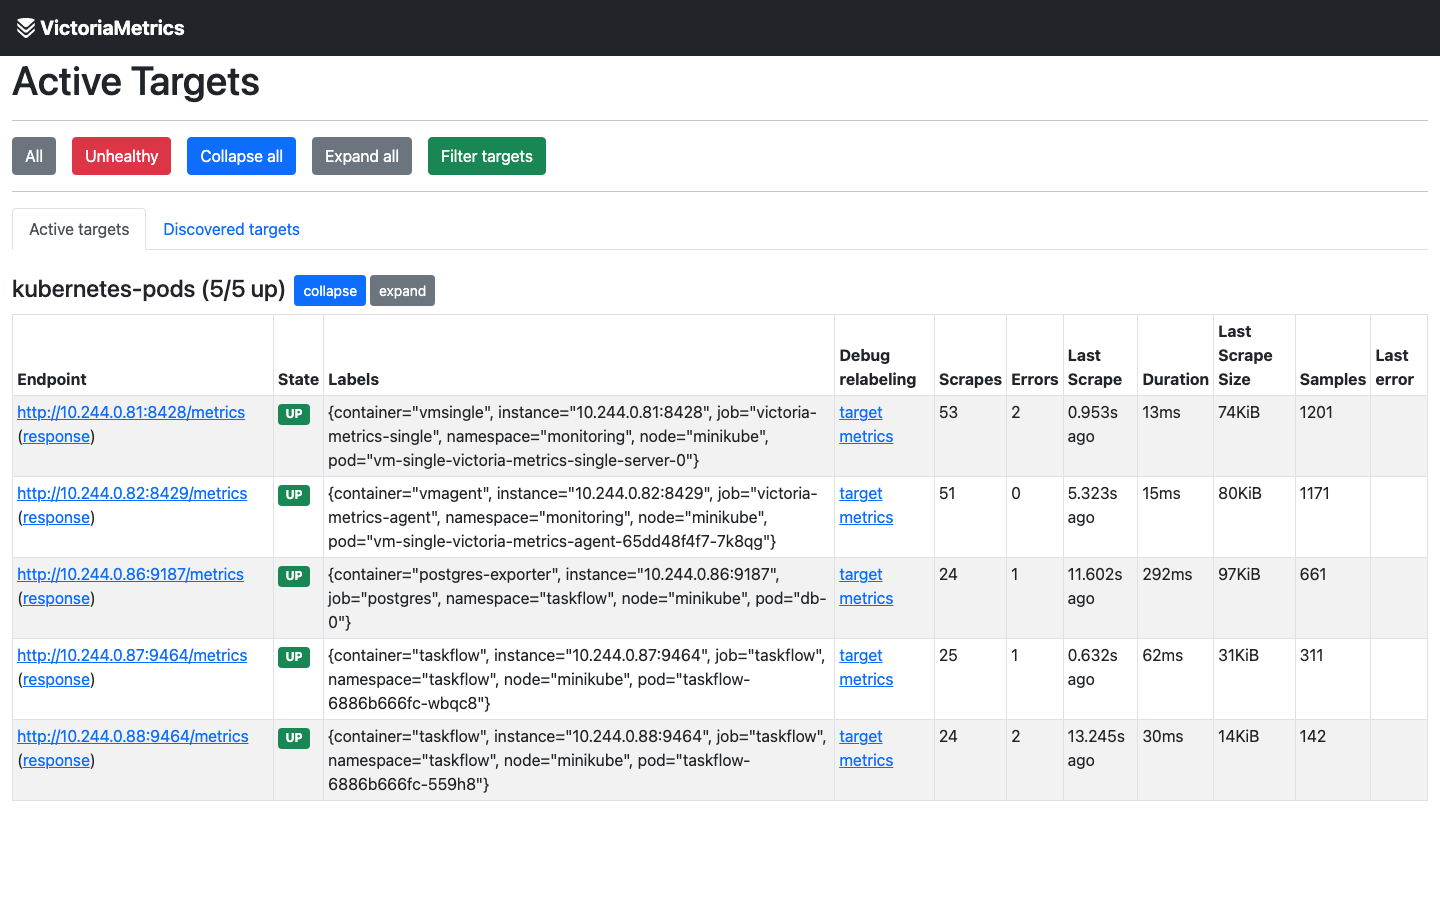 VictoriaMetrics
Active Targets
All Unhealthy Collapse all Expand all Filter targets
Active targets Discovered targets
kubernetes-pods (5/5 up) collapse expand
Endpoint State Labels Debug relabeling Scrapes Errors Last Scrape Duration Last Scrape Size Samples Last error
http://10.244.0.81:8428/metrics UP {container="vmsingle", instance="10.244.0.81:8428", job="victoria- target 53 2 0.953s 13ms 74KiB 1201
(response) metrics-single", namespace="monitoring", node="minikube", metrics ago
pod="vm-single-victoria-metrics-single-server-0"}
http://10.244.0.82:8429/metrics UP {container="vmagent", instance="10.244.0.82:8429", job="victoria- target 51 0 5.323s 15ms 80KiB 1171
(response) metrics-agent", namespace="monitoring", node="minikube", metrics ago
pod="vm-single-victoria-metrics-agent-65dd48f4f7-7k8qg"}
http://10.244.0.86:9187/metrics UP {container="postgres-exporter", instance="10.244.0.86:9187", target 24 1 11.602s 292ms 97KiB 661
(response) job="postgres", namespace="taskflow", node="minikube", pod="db- metrics ago
0"}
http://10.244.0.87:9464/metrics UP {container="taskflow", instance="10.244.0.87:9464", job="taskflow", target 25 1 0.632s 62ms 31KiB 311
(response) namespace="taskflow", node="minikube", pod="taskflow- metrics ago
6886b666fc-wbqc8"}
http://10.244.0.88:9464/metrics UP {container="taskflow", instance="10.244.0.88:9464", job="taskflow", target 24 2 13.245s 30ms 14KiB 142
(response) namespace="taskflow", node="minikube", pod="taskflow- metrics ago
6886b666fc-559h8"}